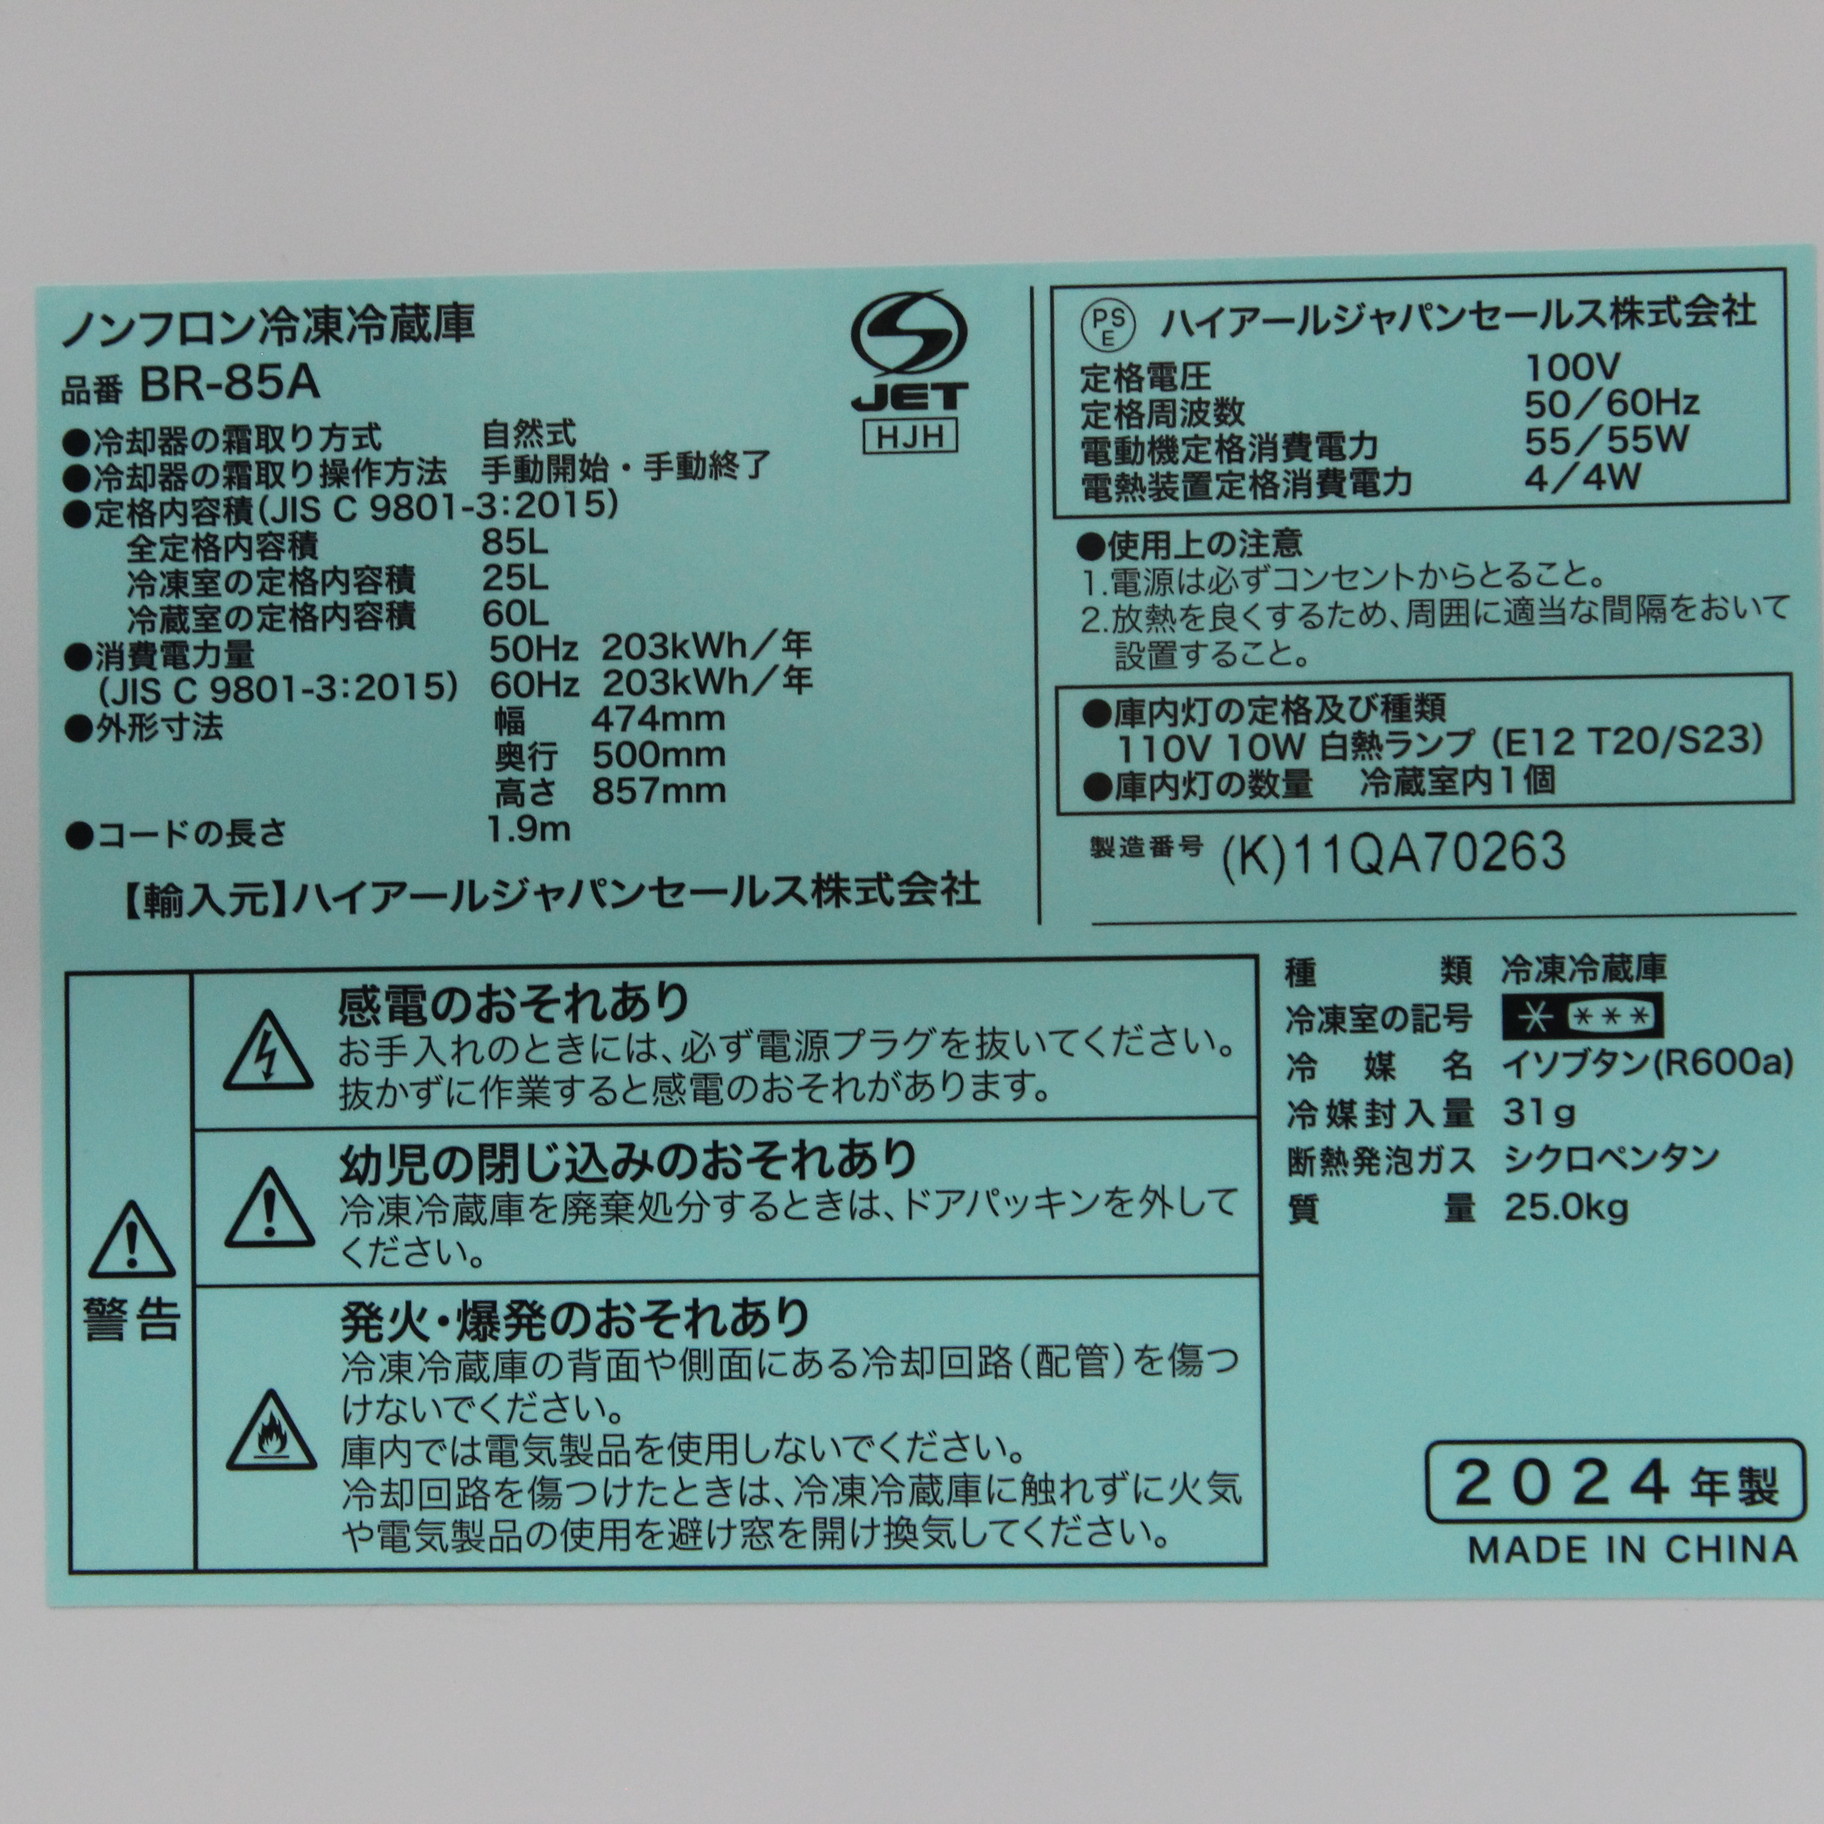 ノンフロン冷凍冷蔵庫
品番 BR-85A
●冷却器の霜取り方式 自然式
●冷却器の霜取り操作方法 手動開始・手動終了
●定格内容積(JIS C 9801-3:2015)
全定格内容積 85L
冷凍室の定格内容積 25L
冷蔵室の定格内容積 60L
●消費電力量 50Hz 203kWh/年
(JIS C 9801-3:2015) 60Hz 203kWh/年
●外形寸法 幅 474mm
奥行 500mm
高さ 857mm
●コードの長さ 1.9m
【輸入元】ハイアールジャパンセールス株式会社
JET
HJH
PS
E
ハイアールジャパンセールス株式会社
定格電圧 100V
定格周波数 50/60Hz
電動機定格消費電力 55/55W
電熱装置定格消費電力 4/4W
●使用上の注意
1.電源は必ずコンセントからとること。
2.放熱を良くするため、周囲に適当な間隔をおいて
設置すること。
●庫内灯の定格及び種類
110V 10W 白熱ランプ (E12 T20/S23)
●庫内灯の数量 冷蔵室内1個
製造番号 (K)11QA70263
警告
感電のおそれあり
お手入れのときには、必ず電源プラグを抜いてください。
抜かずに作業すると感電のおそれがあります。
幼児の閉じ込みのおそれあり
冷凍冷蔵庫を廃棄処分するときは、ドアパッキンを外して
ください。
発火・爆発のおそれあり
冷凍冷蔵庫の背面や側面にある冷却回路(配管)を傷つ
けないでください。
庫内では電気製品を使用しないでください。
冷却回路を傷つけたときは、冷凍冷蔵庫に触れずに火気
や電気製品の使用を避け窓を開け換気してください。
種類 冷凍冷蔵庫
冷凍室の記号 * ***
冷媒名 イソブタン(R600a)
冷媒封入量 31g
断熱発泡ガス シクロペンタン
質量 25.0kg
2024年製
MADE IN CHINA